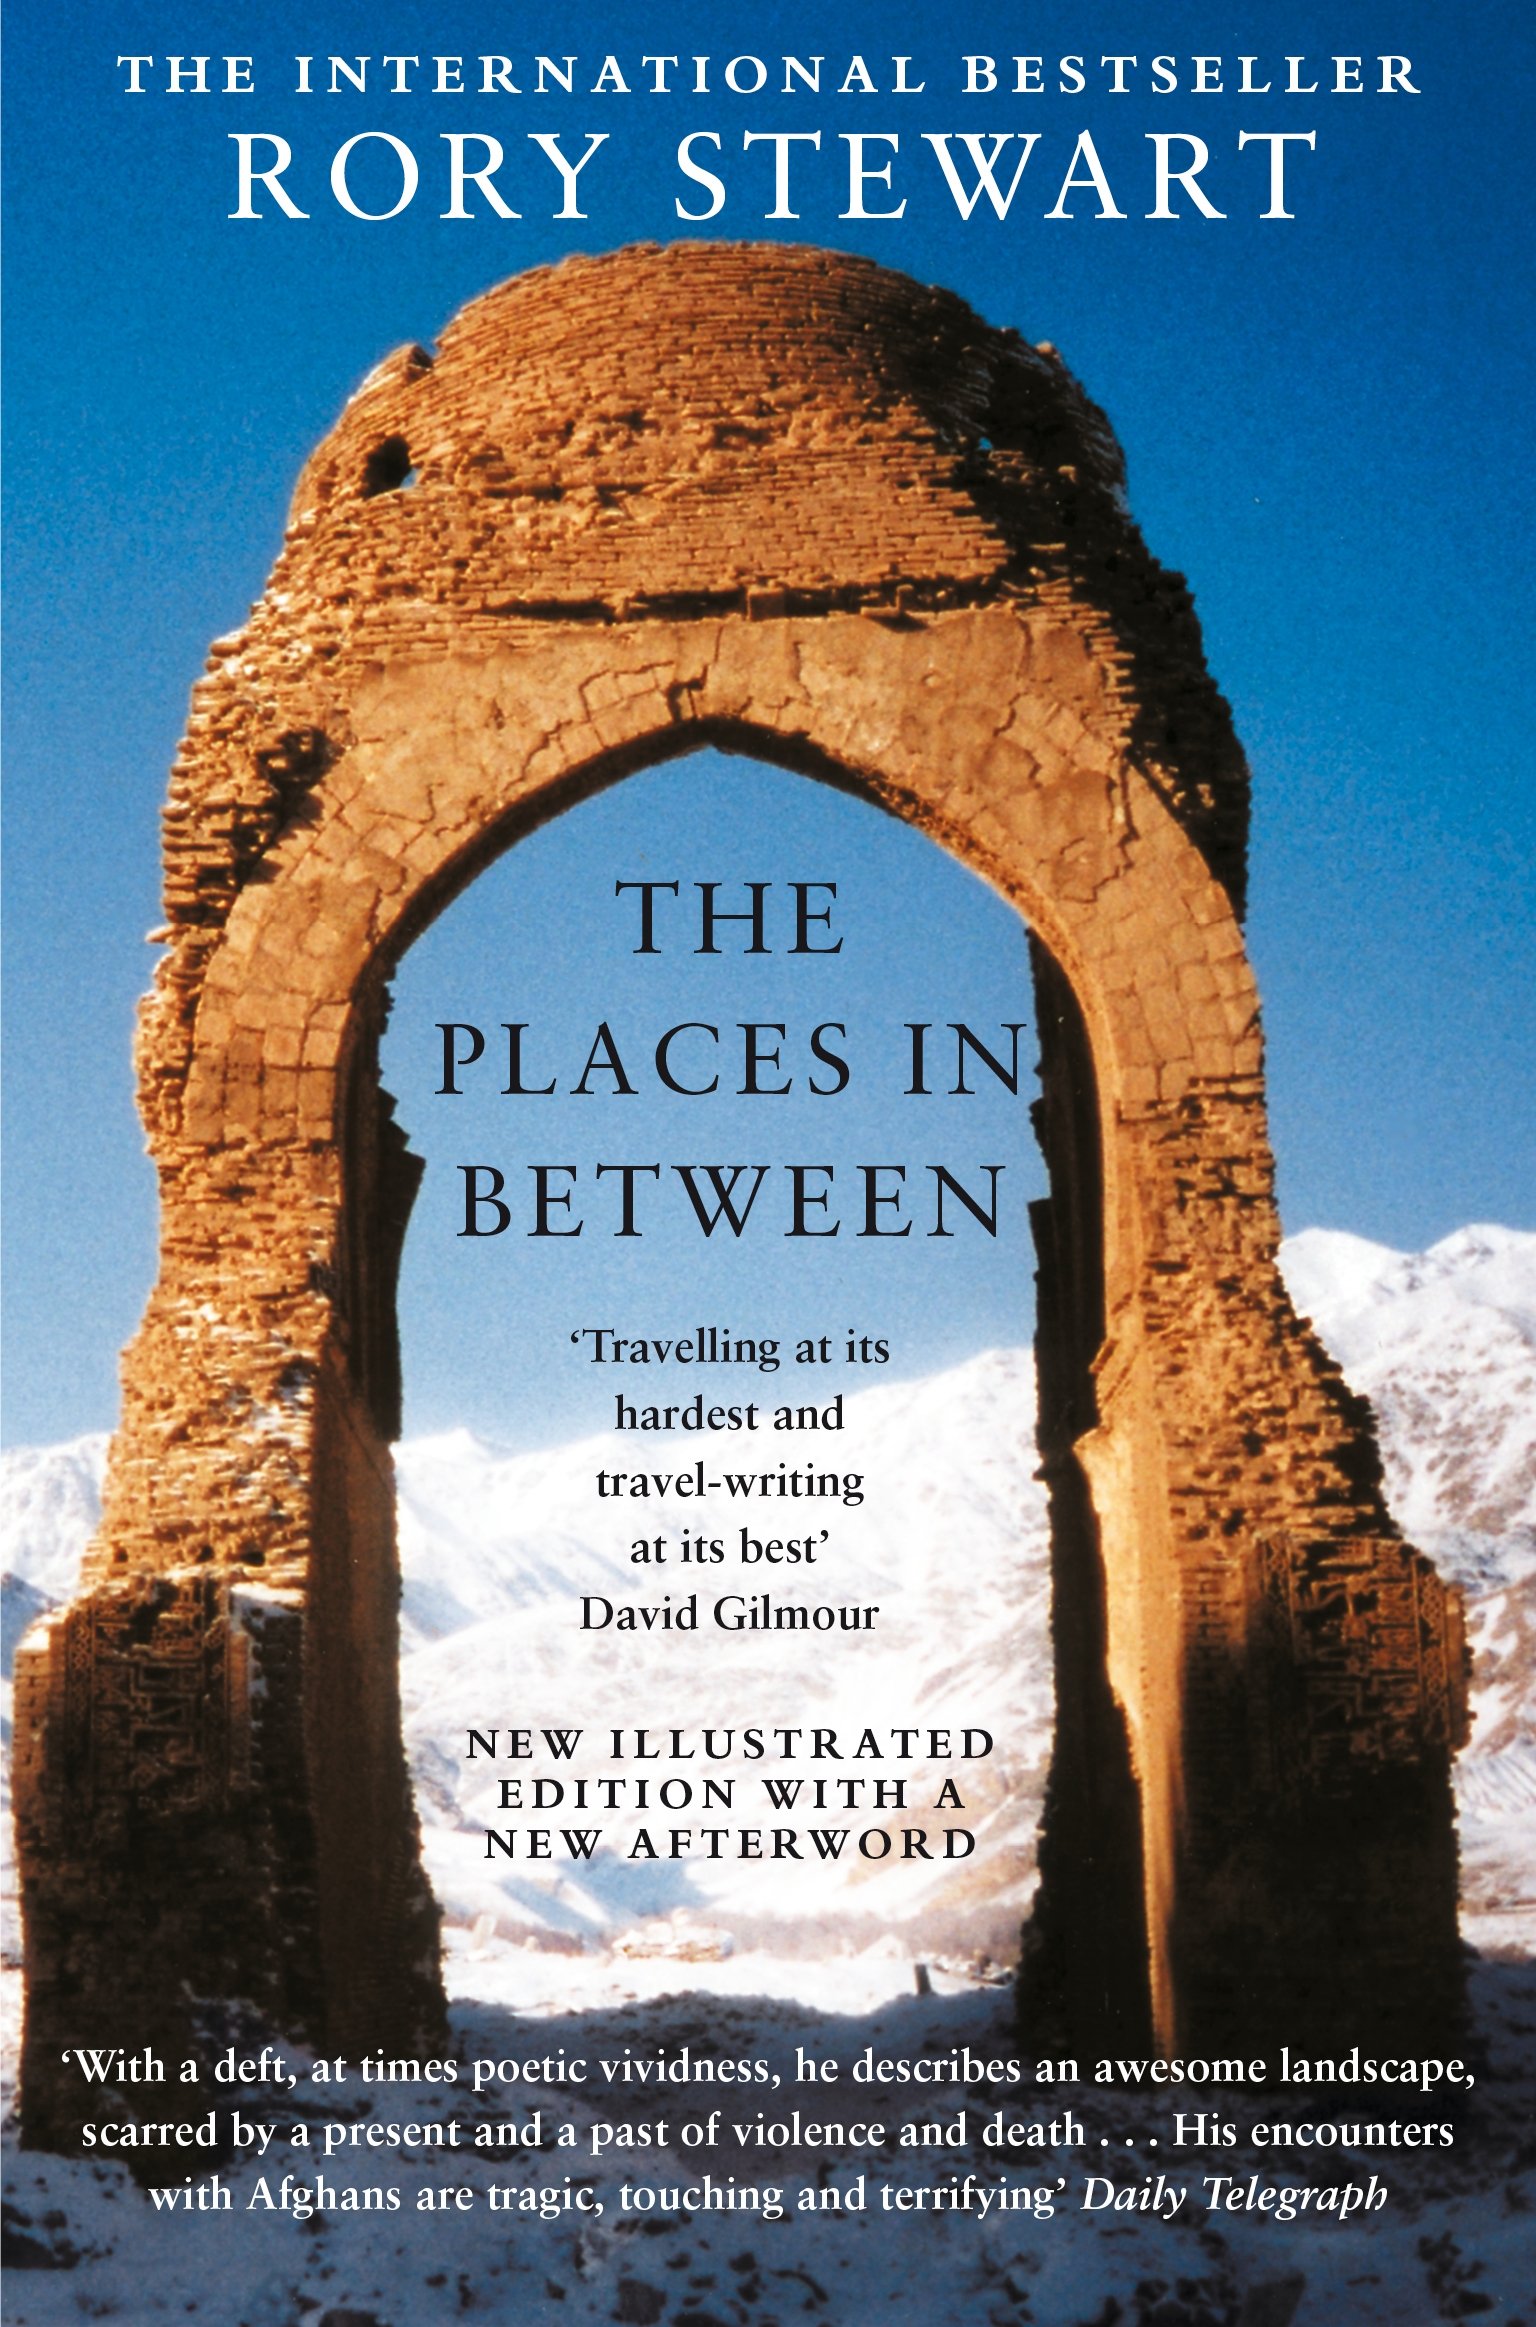 THE INTERNATIONAL BESTSELLER
RORY STEWART
THE
PLACES IN
BETWEEN
‘Travelling at its
hardest and
travel-writing
at its best’
David Gilmour
NEW ILLUSTRATED
EDITION WITH A
NEW AFTERWORD
‘With a deft, at times poetic vividness, he describes an awesome landscape,
scarred by a present and a past of violence and death . . . His encounters
with Afghans are tragic, touching and terrifying’ Daily Telegraph